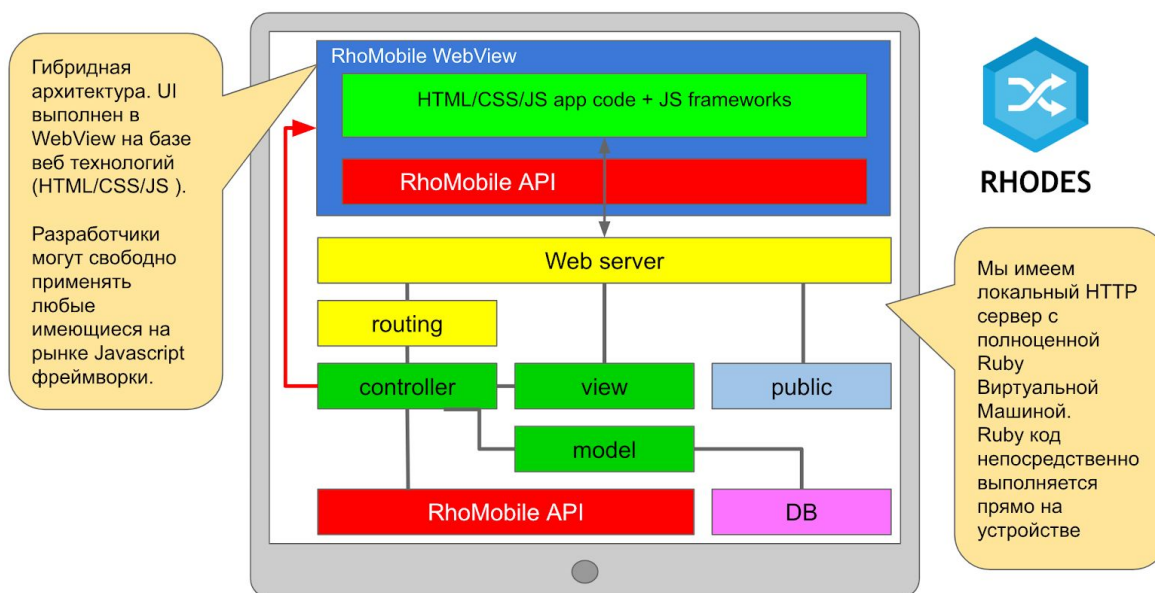 Гибридная
архитектура. UI
выполнен в
WebView на базе
веб технологий
(HTML/CSS/JS ).
Разработчики
могут свободно
применять
любые
имеющиеся на
рынке Javascript
фреймворки.
RhoMobile WebView
HTML/CSS/JS app code + JS frameworks
RhoMobile API
Web server
routing
controller
view
public
model
RhoMobile API
DB
RHODES
Мы имеем
локальный HTTP
сервер с
полноценной
Ruby
Виртуальной
Машиной.
Ruby код
непосредственно
выполняется
прямо на
устройстве